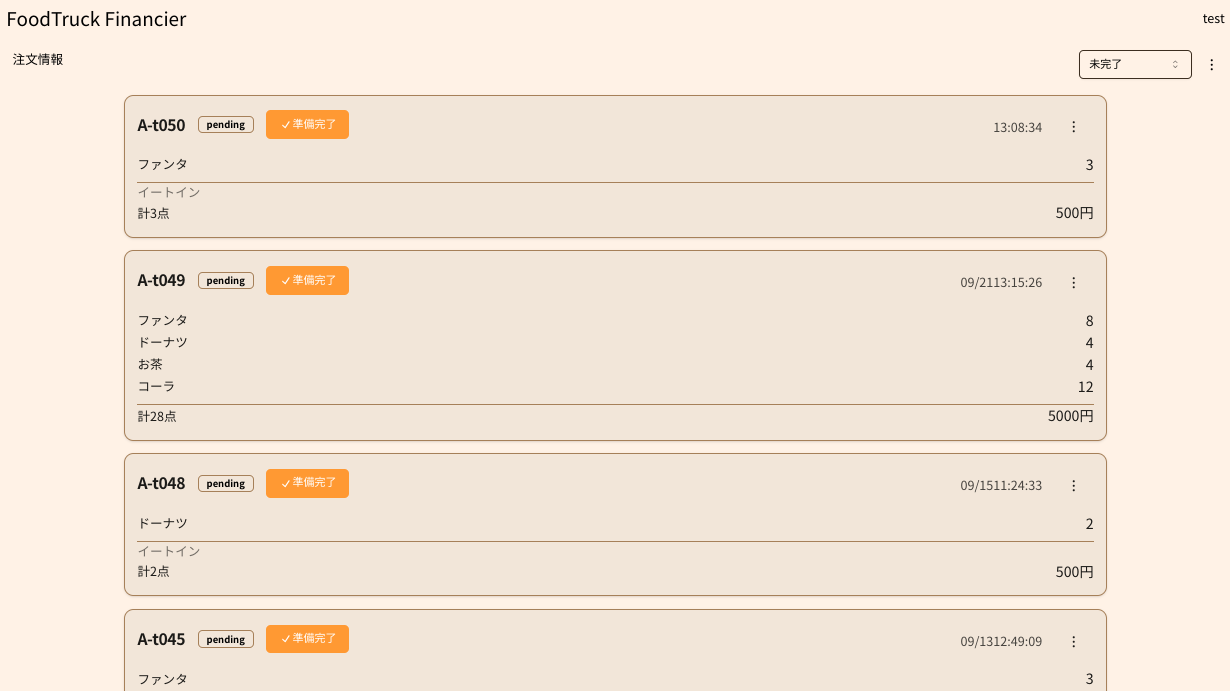 FoodTruck Financier
test
注文情報
未完了
A-t050 pending 準備完了 13:08:34
ファンタ 3
イートイン
計3点 500円
A-t049 pending 準備完了 09/2113:15:26
ファンタ 8
ドーナツ 4
お茶 4
コーラ 12
計28点 5000円
A-t048 pending 準備完了 09/1511:24:33
ドーナツ 2
イートイン
計2点 500円
A-t045 pending 準備完了 09/1312:49:09
ファンタ 3